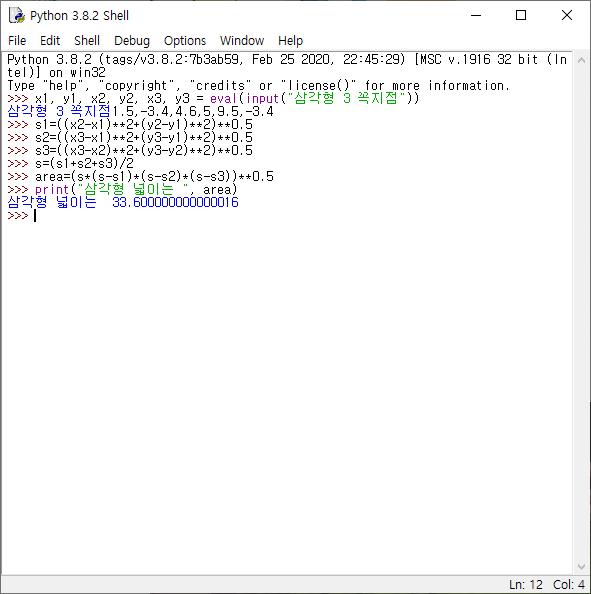 Python 3.8.2 Shell
File Edit Shell Debug Options Window Help
Python 3.8.2 (tags/v3.8.2:7b3ab59, Feb 25 2020, 22:45:29) [MSC v.1916 32 bit (In
tel)] on win32
Type "help", "copyright", "credits" or "license()" for more information.
>>> x1, y1, x2, y2, x3, y3 = eval(input("삼각형 3 꼭지점"))
삼각형 3 꼭지점1.5,-3.4,4.6,5,9.5,-3.4
>>> s1=((x2-x1)**2+(y2-y1)**2)**0.5
>>> s2=((x3-x1)**2+(y3-y1)**2)**0.5
>>> s3=((x3-x2)**2+(y3-y2)**2)**0.5
>>> s=(s1+s2+s3)/2
>>> area=(s*(s-s1)*(s-s2)*(s-s3))**0.5
>>> print("삼각형 넓이는 ", area)
삼각형 넓이는  33.600000000000016
>>>
Ln: 12 Col: 4